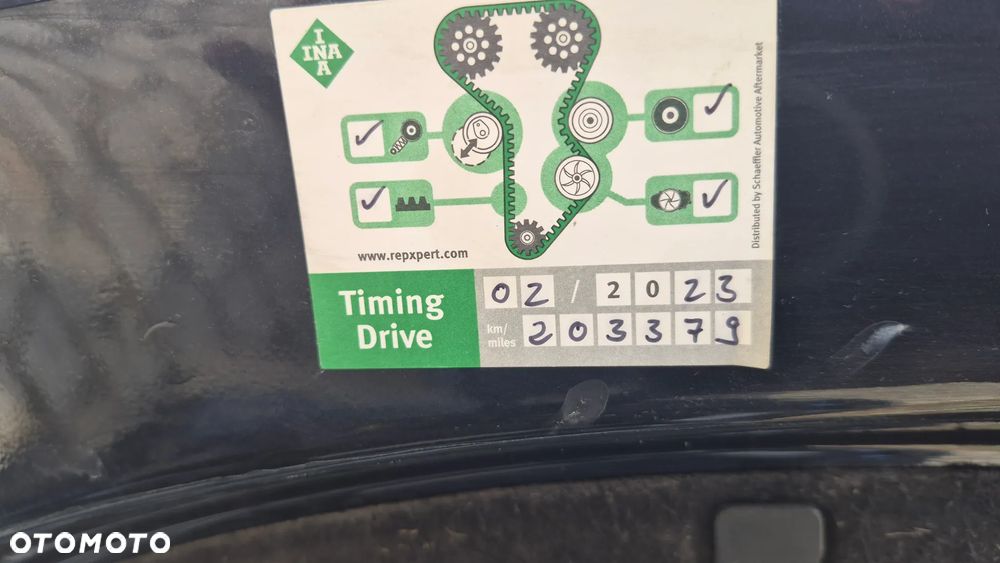 I
INA
A
Distributed by Schaeffler Automotive Aftermarket
www.repxpert.com
Timing
Drive
02 / 2023
km/
miles
203379
OTOMOTO